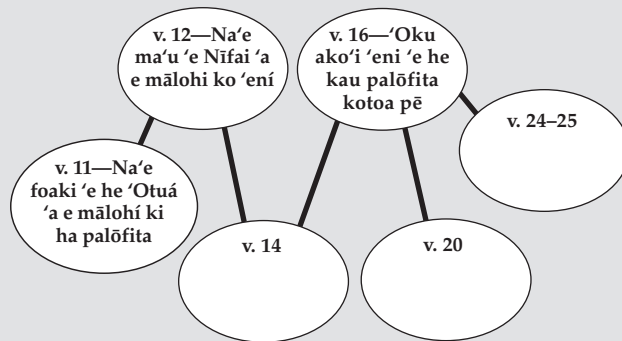 v. 12—Na‘e
ma‘u ‘e Nīfai ‘a
e mālohi ko ‘ení
v. 16—‘Oku
ako‘i ‘eni ‘e he
kau palōfita
kotoa pē
v. 24–25
v. 11—Na‘e
foaki ‘e he ‘Otuá
‘a e mālohí ki
ha palōfita
v. 14
v. 20